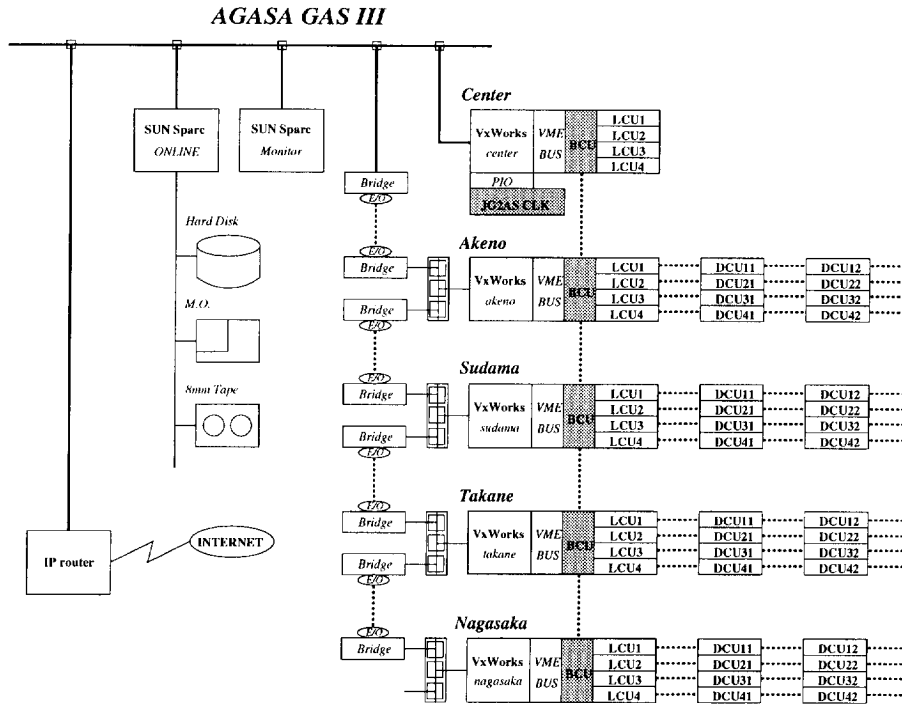 AGASA GAS III
SUN Sparc
ONLINE
SUN Sparc
Monitor
Hard Disk
M.O.
8mm Tape
IP router
INTERNET
Bridge
E/O
Center
VxWorks
center
VME
BUS
BCU
LCU1
LCU2
LCU3
LCU4
PIO
JG2AS CLK
E/O
Bridge
Bridge
E/O
Akeno
VxWorks
akeno
VME
BUS
BCU
LCU1 DCU11 DCU12
LCU2 DCU21 DCU22
LCU3 DCU31 DCU32
LCU4 DCU41 DCU42
E/O
Bridge
Bridge
E/O
Sudama
VxWorks
sudama
VME
BUS
BCU
LCU1 DCU11 DCU12
LCU2 DCU21 DCU22
LCU3 DCU31 DCU32
LCU4 DCU41 DCU42
E/O
Bridge
Bridge
E/O
Takane
VxWorks
takane
VME
BUS
BCU
LCU1 DCU11 DCU12
LCU2 DCU21 DCU22
LCU3 DCU31 DCU32
LCU4 DCU41 DCU42
E/O
Bridge
Nagasaka
VxWorks
nagasaka
VME
BUS
BCU
LCU1 DCU11 DCU12
LCU2 DCU21 DCU22
LCU3 DCU31 DCU32
LCU4 DCU41 DCU42